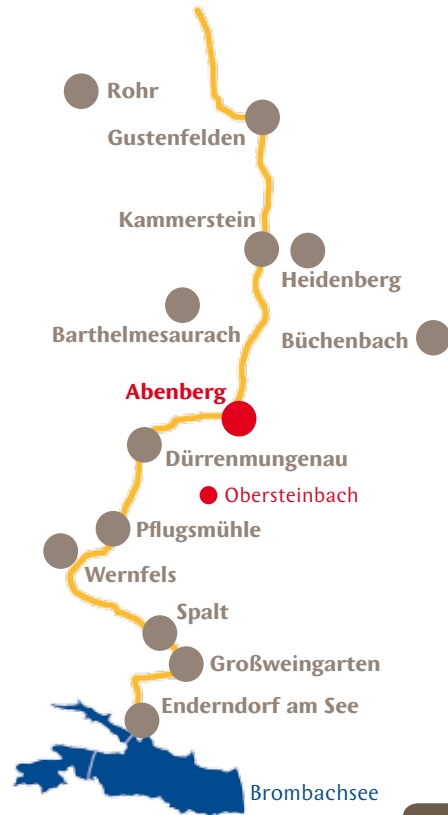 Rohr
Gustenfelden
Kammerstein
Heidenberg
Barthelmesaurach
Büchenbach
Abenberg
Dürrenmungenau
Obersteinbach
Pflugsmühle
Wernfels
Spalt
Großweingarten
Enderndorf am See
Brombachsee